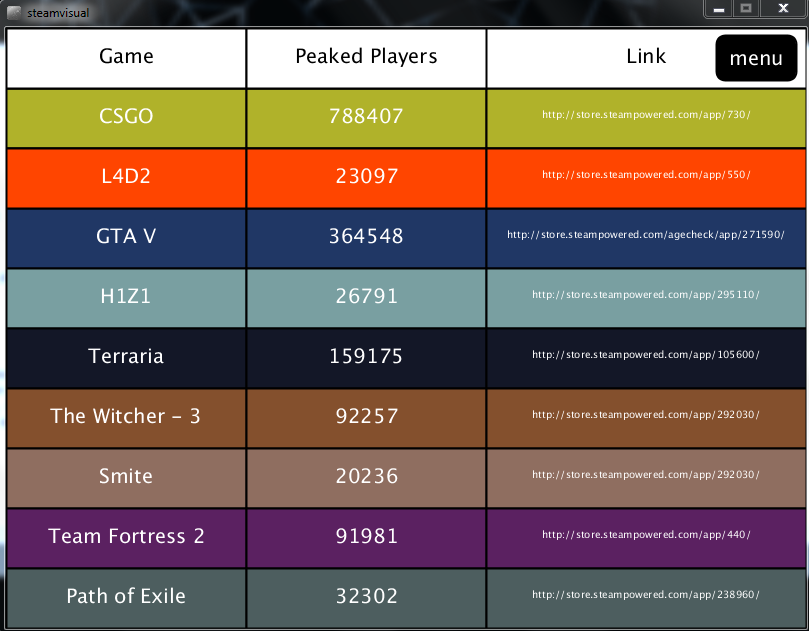 steamvisual
Game Peaked Players Link menu
CSGO 788407 http://store.steampowered.com/app/730/
L4D2 23097 http://store.steampowered.com/app/550/
GTA V 364548 http://store.steampowered.com/agecheck/app/271590/
H1Z1 26791 http://store.steampowered.com/app/295110/
Terraria 159175 http://store.steampowered.com/app/105600/
The Witcher - 3 92257 http://store.steampowered.com/app/292030/
Smite 20236 http://store.steampowered.com/app/292030/
Team Fortress 2 91981 http://store.steampowered.com/app/440/
Path of Exile 32302 http://store.steampowered.com/app/238960/